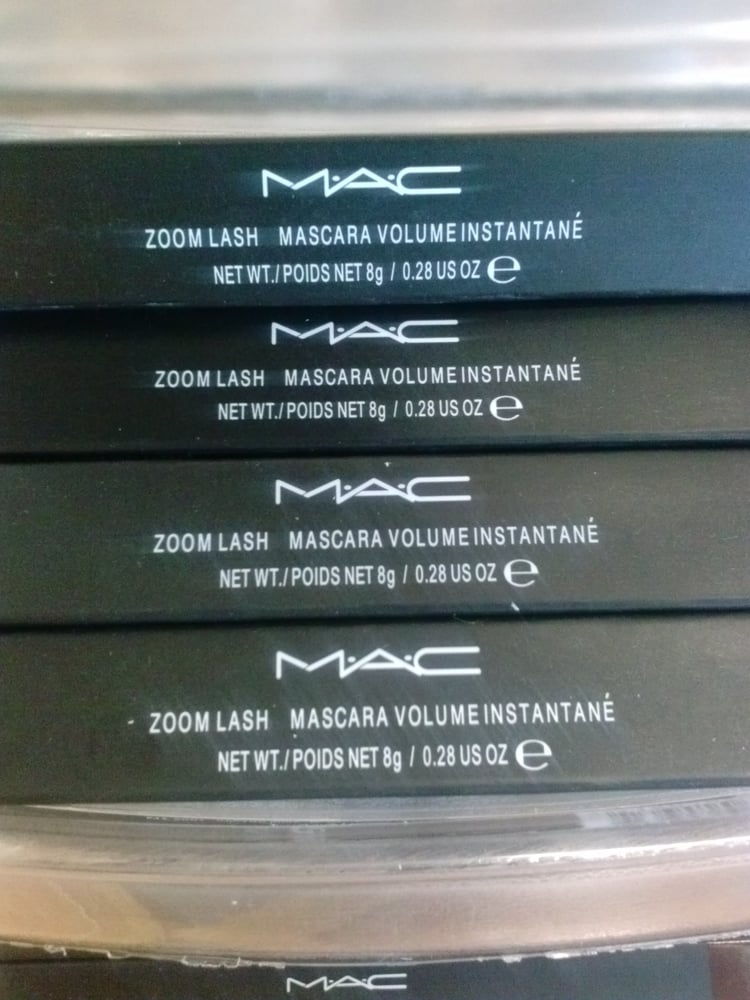 M·A·C
ZOOM LASH MASCARA VOLUME INSTANTANÉ
NET WT./POIDS NET 8g / 0.28 US OZ ℮
M·A·C
ZOOM LASH MASCARA VOLUME INSTANTANÉ
NET WT./POIDS NET 8g / 0.28 US OZ ℮
M·A·C
ZOOM LASH MASCARA VOLUME INSTANTANÉ
NET WT./POIDS NET 8g / 0.28 US OZ ℮
M·A·C
ZOOM LASH MASCARA VOLUME INSTANTANÉ
NET WT./POIDS NET 8g / 0.28 US OZ ℮
M·A·C